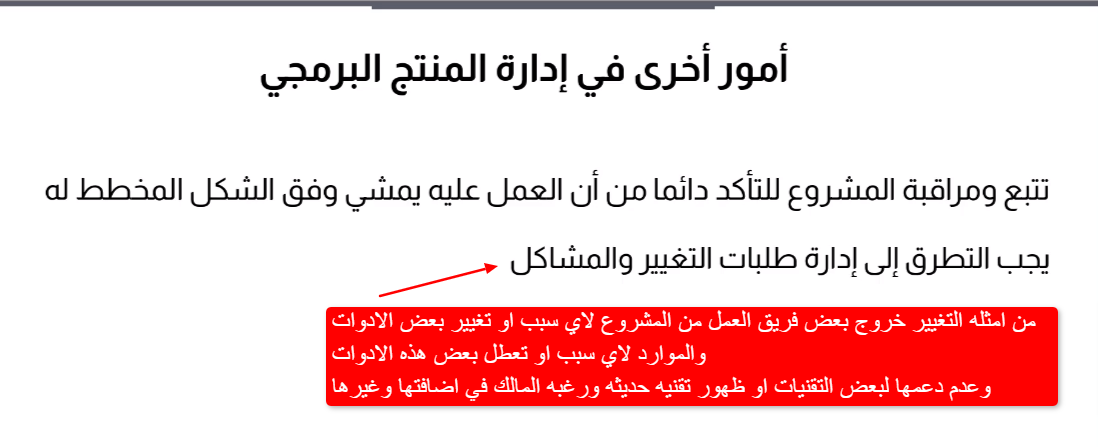 أمور أخرى في إدارة المنتج البرمجي
تتبع ومراقبة المشروع للتأكد دائما من أن العمل عليه يمشي وفق الشكل المخطط له
يجب التطرق إلى إدارة طلبات التغيير والمشاكل
من امثله التغيير خروج بعض فريق العمل من المشروع لاي سبب او تغيير بعض الادوات
والموارد لاي سبب او تعطل بعض هذه الادوات
وعدم دعمها لبعض التقنيات او ظهور تقنيه حديثه ورغبه المالك في اضافتها وغيرها